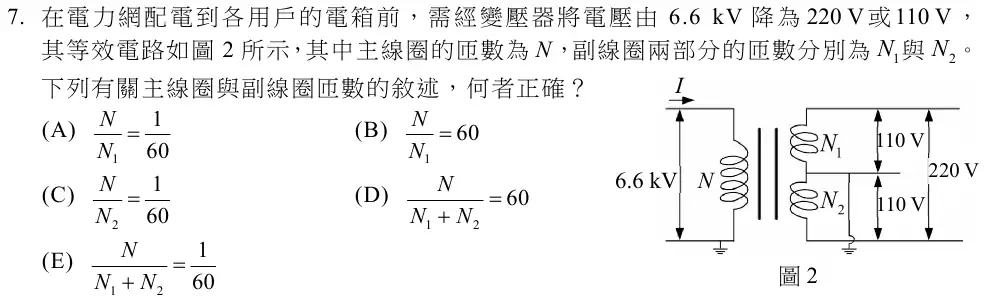 7. 在電力網配電到各用戶的電箱前，需經變壓器將電壓由 6.6 kV 降為 220 V 或 110 V，
其等效電路如圖 2 所示，其中主線圈的匝數為 N，副線圈兩部分的匝數分別為 N₁ 與 N₂。
下列有關主線圈與副線圈匝數的敘述，何者正確？
(A) N/N₁ = 1/60
(B) N/N₁ = 60
(C) N/N₂ = 1/60
(D) N/(N₁ + N₂) = 60
(E) N/(N₁ + N₂) = 1/60
I
6.6 kV
N
N₁
N₂
110 V
110 V
220 V
圖 2